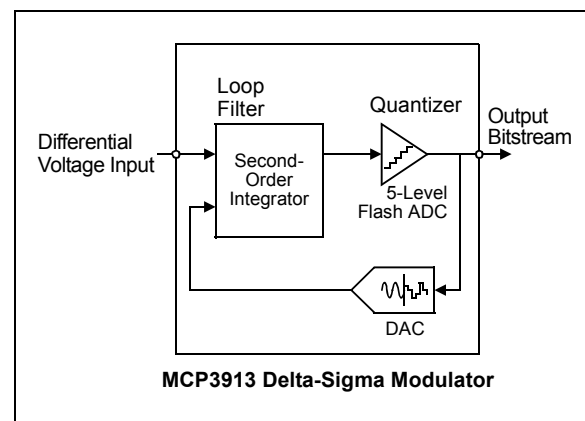 Loop
Filter
Quantizer
Output
Bitstream
Differential
Voltage Input
Second-
Order
Integrator
5-Level
Flash ADC
DAC
MCP3913 Delta-Sigma Modulator